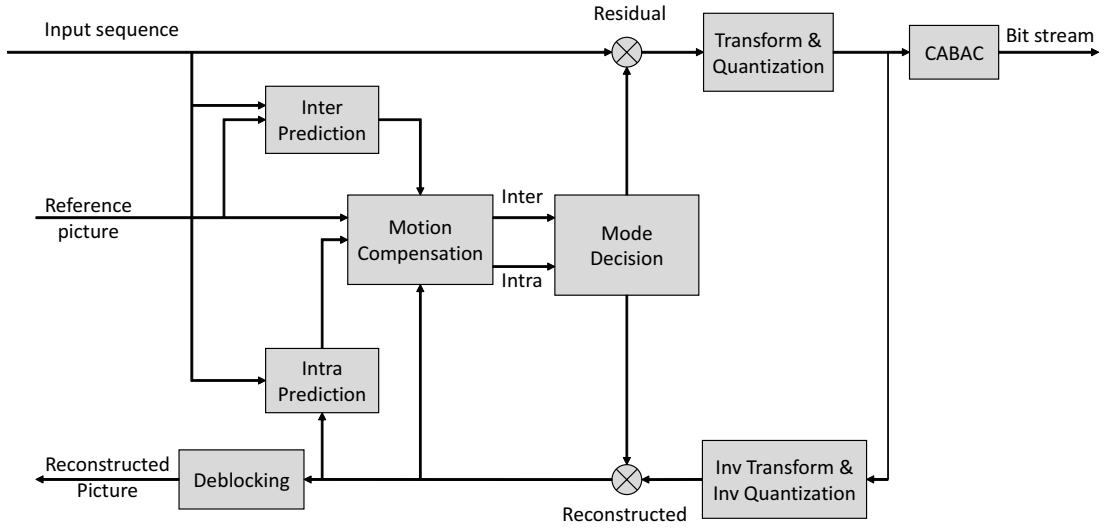 Residual
Input sequence
Transform &
Quantization
CABAC
Bit stream
Inter
Prediction
Reference
picture
Motion
Compensation
Inter
Intra
Mode
Decision
Intra
Prediction
Reconstructed
Picture
Deblocking
Reconstructed
Inv Transform &
Inv Quantization